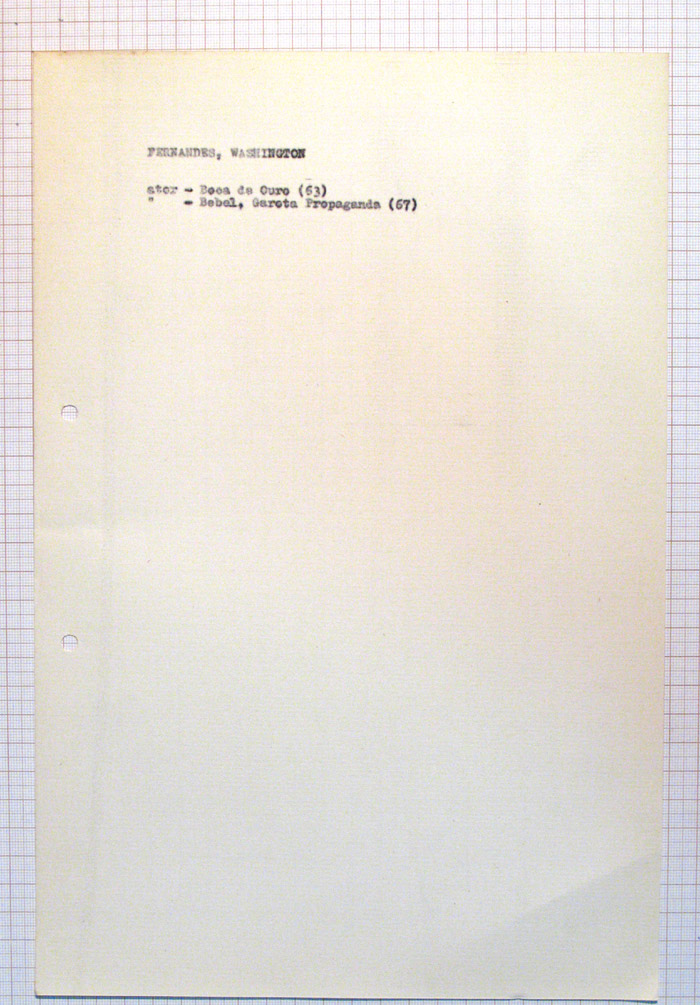 FERNANDES, WASHINGTON
ator - Boca de Ouro (63)
" - Bebel, Garota Propaganda (67)